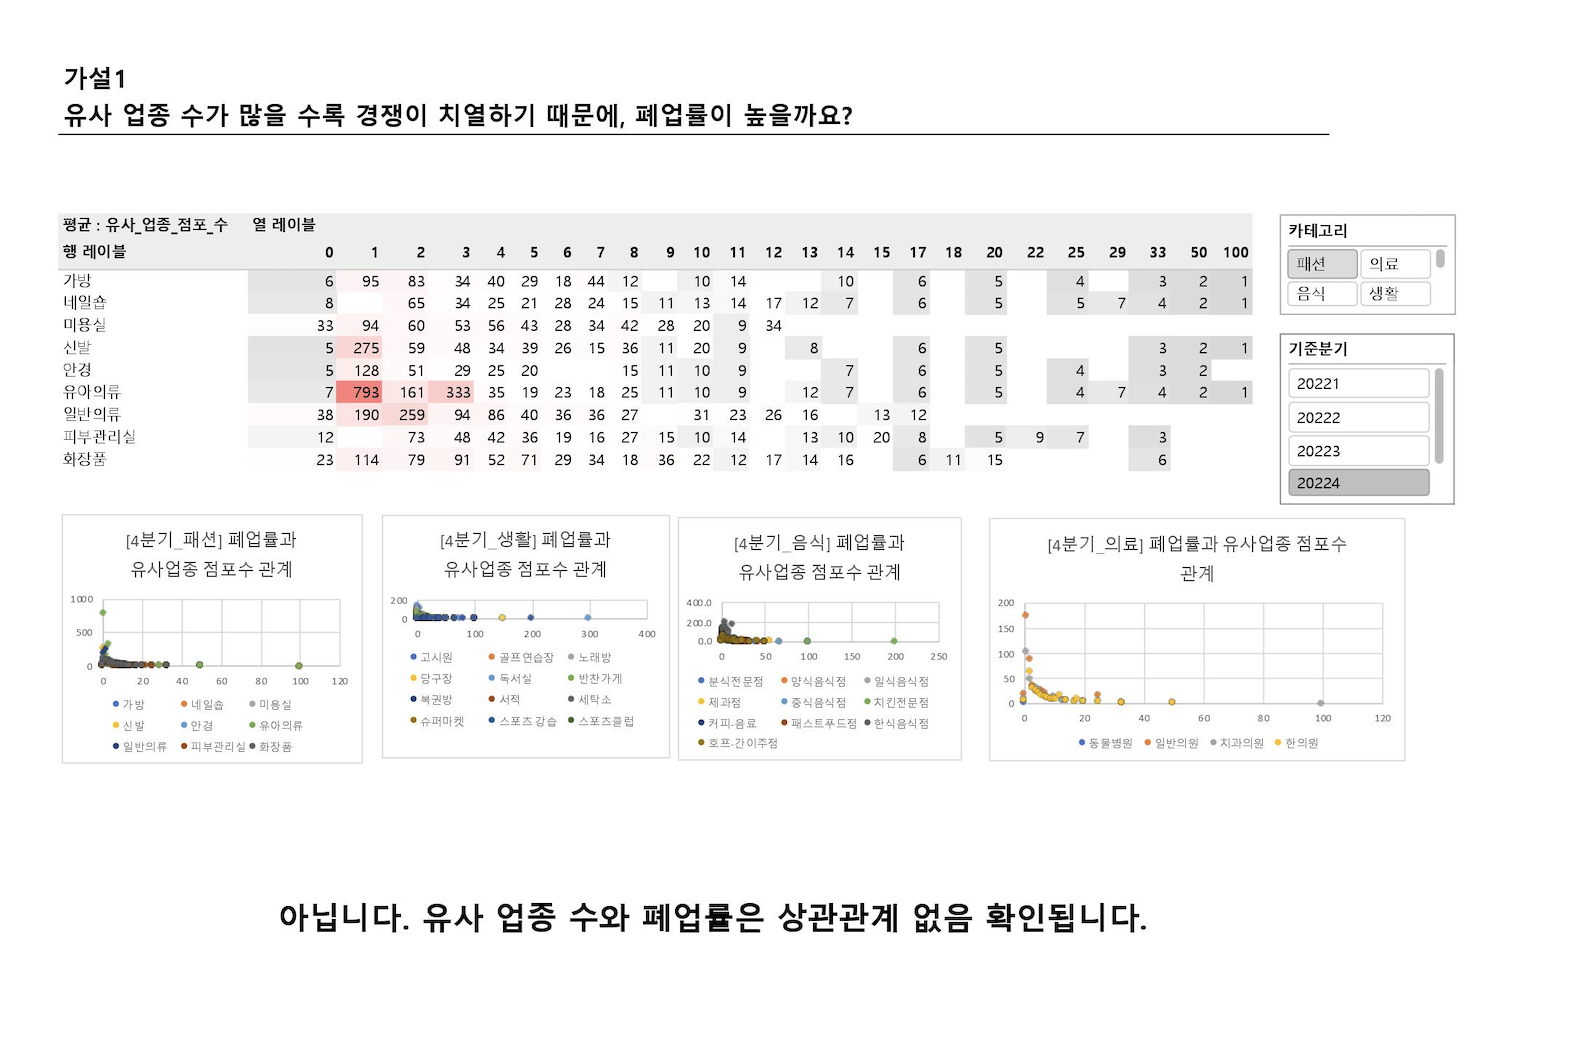 가설1
유사 업종 수가 많을 수록 경쟁이 치열하기 때문에, 폐업률이 높을까요?
평균 : 유사_업종_점포_수 열 레이블
행 레이블 0 1 2 3 4 5 6 7 8 9 10 11 12 13 14 15 17 18 20 22 25 29 33 50 100
가방 6 95 83 34 40 29 18 44 12 10 14 10 6 5 4 3 2 1
네일숍 8 65 34 25 21 28 24 15 11 13 14 17 12 7 6 5 5 7 4 2 1
미용실 33 94 60 53 56 43 28 34 42 28 20 9 34
신발 5 275 59 48 34 39 26 15 36 11 20 9 8 6 5 3 2 1
안경 5 128 51 29 25 20 15 11 10 9 7 6 5 4 3 2
유아의류 7 793 161 333 35 19 23 18 25 11 10 9 12 7 6 5 4 7 4 2 1
일반의류 38 190 259 94 86 40 36 36 27 31 23 26 16 15 12
피부관리실 12 73 48 42 36 19 16 27 15 10 14 13 10 20 8 5 9 7 3
화장품 23 114 79 91 52 71 29 34 18 36 22 12 17 14 16 6 11 15 6
카테고리
패션 의료
음식 생활
기준분기
20221
20222
20223
20224
[4분기_패션] 폐업률과
유사업종 점포수 관계
1000
500
0
0 20 40 60 80 100 120
가방 네일숍 미용실
신발 안경 유아의류
일반의류 피부관리실 화장품
[4분기_생활] 폐업률과
유사업종 점포수 관계
200
0
0 100 200 300 400
고시원 골프연습장 노래방
당구장 독서실 반찬가게
복권방 서적 세탁소
슈퍼마켓 스포츠 강습 스포츠클럽
[4분기_음식] 폐업률과
유사업종 점포수 관계
400.0
200.0
0.0
0 50 100 150 200 250
분식전문점 양식음식점 일식음식점
제과점 중식음식점 치킨전문점
커피-음료 패스트푸드점 한식음식점
호프-간이주점
[4분기_의료] 폐업률과 유사업종 점포수
관계
200
150
100
50
0
0 20 40 60 80 100 120
동물병원 일반의원 치과의원 한의원
아닙니다. 유사 업종 수와 폐업률은 상관관계 없음 확인됩니다.